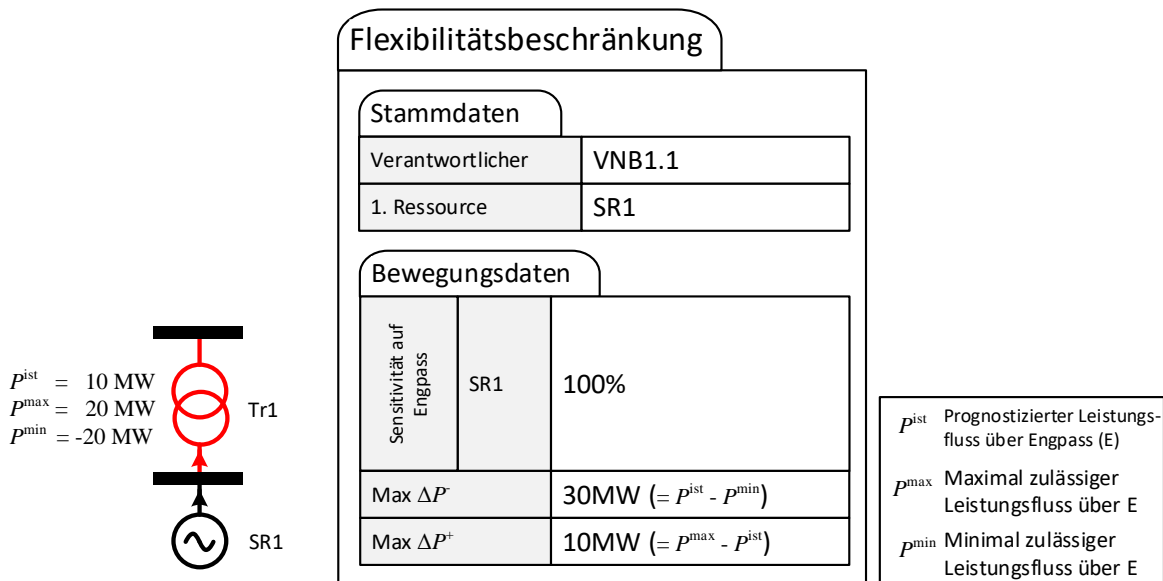 Flexibilitätsbeschränkung
Stammdaten
Verantwortlicher VNB1.1
1. Ressource SR1
Bewegungsdaten
Sensitivität auf
Engpass
SR1 100%
Max ΔP⁻ 30MW (= Pⁱˢᵗ - Pᵐⁱⁿ)
Max ΔP⁺ 10MW (= Pᵐᵃˣ - Pⁱˢᵗ)
Pⁱˢᵗ = 10 MW
Pᵐᵃˣ = 20 MW
Pᵐⁱⁿ = -20 MW
Tr1
SR1
Pⁱˢᵗ Prognostizierter Leistungs-
fluss über Engpass (E)
Pᵐᵃˣ Maximal zulässiger
Leistungsfluss über E
Pᵐⁱⁿ Minimal zulässiger
Leistungsfluss über E